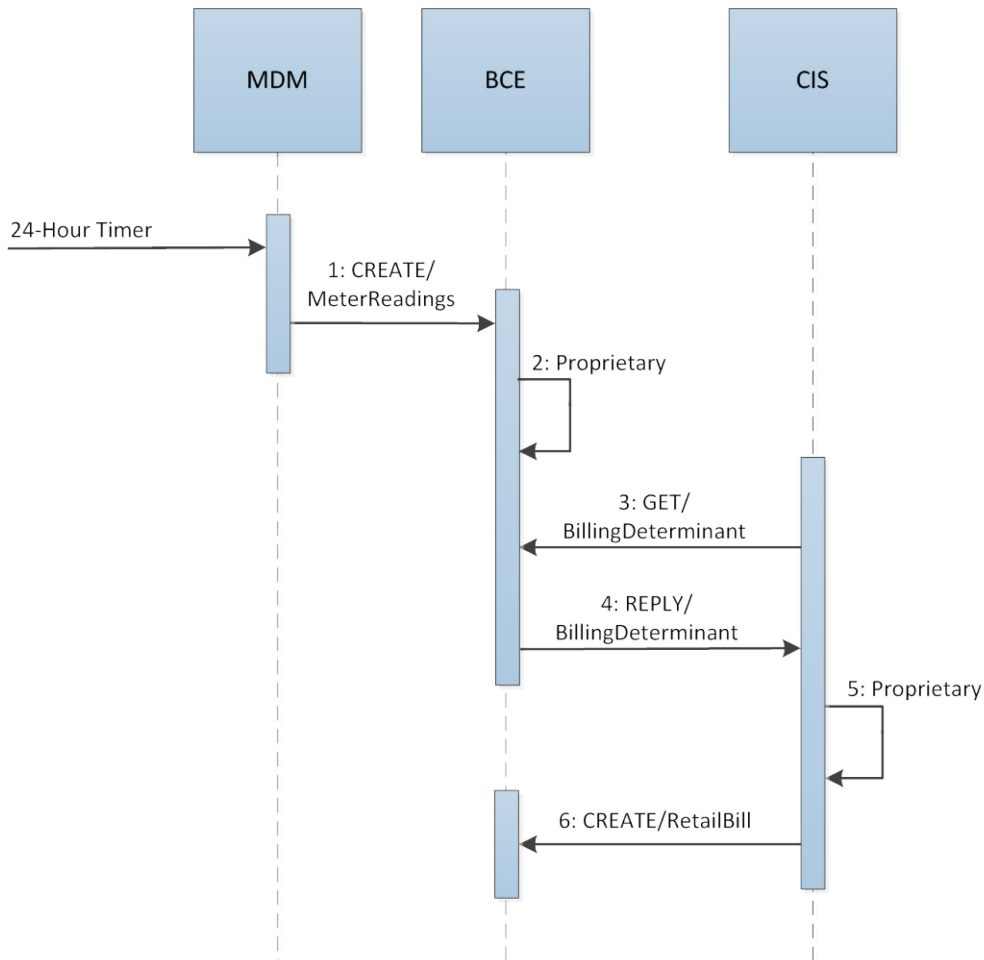 MDM
BCE
CIS
24-Hour Timer
1: CREATE/
MeterReadings
2: Proprietary
3: GET/
BillingDeterminant
4: REPLY/
BillingDeterminant
5: Proprietary
6: CREATE/RetailBill